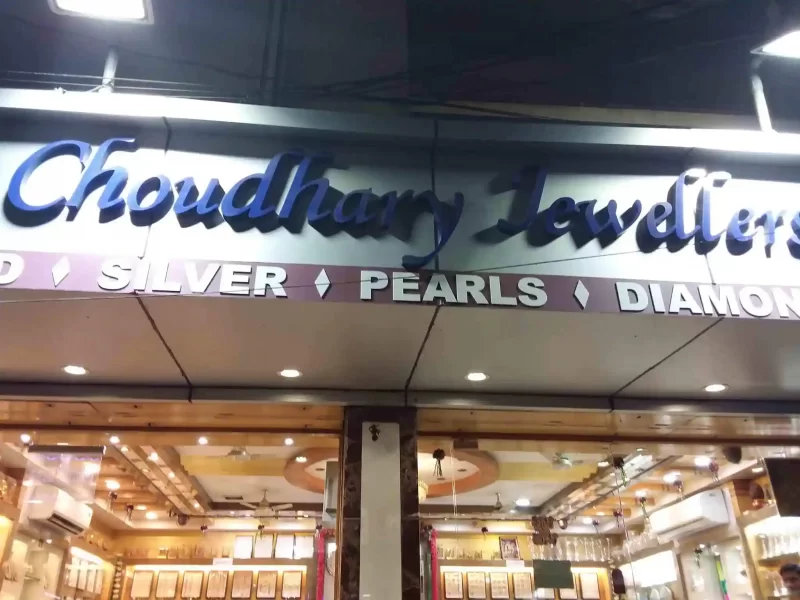 Choudhary Jewellers
D ♦ SILVER ♦ PEARLS ♦ DIAMON